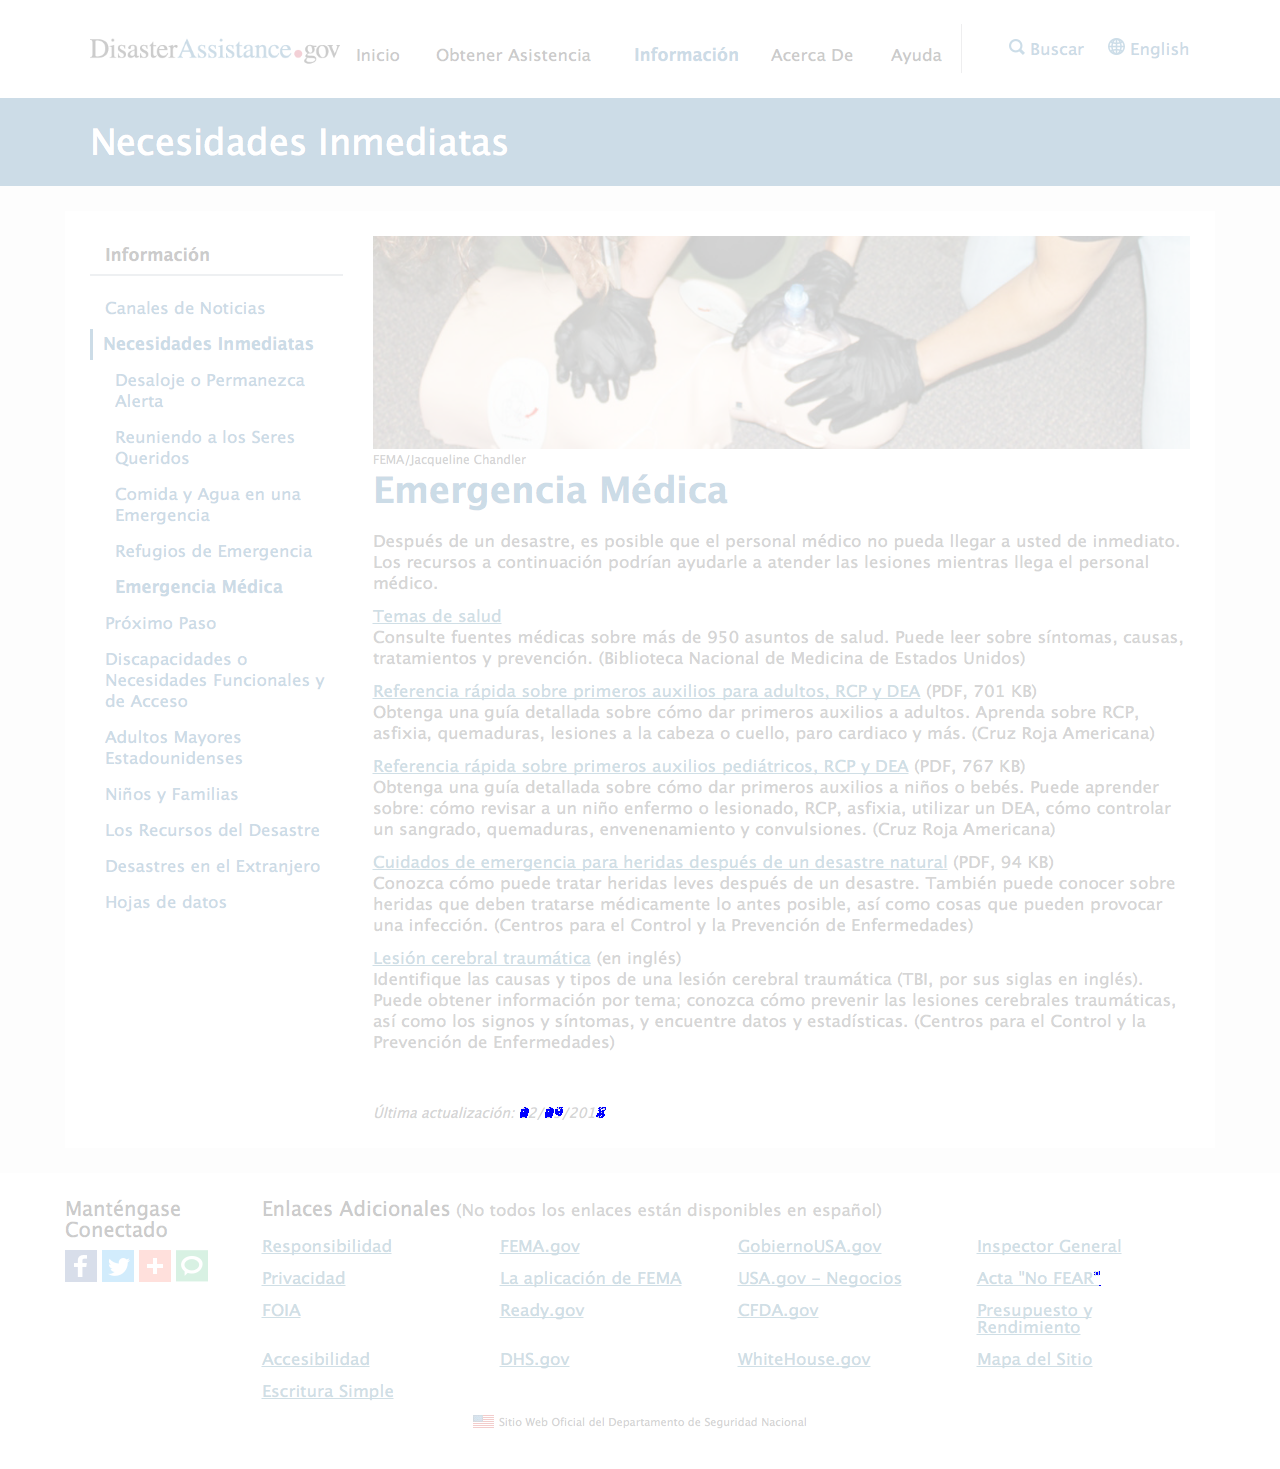 DisasterAssistance.gov
Inicio
Obtener Asistencia
Información
Acerca De
Ayuda
Buscar
English
Necesidades Inmediatas
Información
Canales de Noticias
Necesidades Inmediatas
Desaloje o Permanezca
Alerta
Reuniendo a los Seres
Queridos
Comida y Agua en una
Emergencia
Refugios de Emergencia
Emergencia Médica
Próximo Paso
Discapacidades o
Necesidades Funcionales y
de Acceso
Adultos Mayores
Estadounidenses
Niños y Familias
Los Recursos del Desastre
Desastres en el Extranjero
Hojas de datos
FEMA/Jacqueline Chandler
Emergencia Médica
Después de un desastre, es posible que el personal médico no pueda llegar a usted de inmediato.
Los recursos a continuación podrían ayudarle a atender las lesiones mientras llega el personal
médico.
Temas de salud
Consulte fuentes médicas sobre más de 950 asuntos de salud. Puede leer sobre síntomas, causas,
tratamientos y prevención. (Biblioteca Nacional de Medicina de Estados Unidos)
Referencia rápida sobre primeros auxilios para adultos, RCP y DEA (PDF, 701 KB)
Obtenga una guía detallada sobre cómo dar primeros auxilios a adultos. Aprenda sobre RCP,
asfixia, quemaduras, lesiones a la cabeza o cuello, paro cardiaco y más. (Cruz Roja Americana)
Referencia rápida sobre primeros auxilios pediátricos, RCP y DEA (PDF, 767 KB)
Obtenga una guía detallada sobre cómo dar primeros auxilios a niños o bebés. Puede aprender
sobre: cómo revisar a un niño enfermo o lesionado, RCP, asfixia, utilizar un DEA, cómo controlar
un sangrado, quemaduras, envenenamiento y convulsiones. (Cruz Roja Americana)
Cuidados de emergencia para heridas después de un desastre natural (PDF, 94 KB)
Conozca cómo puede tratar heridas leves después de un desastre. También puede conocer sobre
heridas que deben tratarse médicamente lo antes posible, así como cosas que pueden provocar
una infección. (Centros para el Control y la Prevención de Enfermedades)
Lesión cerebral traumática (en inglés)
Identifique las causas y tipos de una lesión cerebral traumática (TBI, por sus siglas en inglés).
Puede obtener información por tema; conozca cómo prevenir las lesiones cerebrales traumáticas,
así como los signos y síntomas, y encuentre datos y estadísticas. (Centros para el Control y la
Prevención de Enfermedades)
Última actualización:
Manténgase
Conectado
Enlaces Adicionales (No todos los enlaces están disponibles en español)
Responsibilidad
FEMA.gov
GobiernoUSA.gov
Inspector General
Privacidad
La aplicación de FEMA
USA.gov – Negocios
Acta "No FEAR"
FOIA
Ready.gov
CFDA.gov
Presupuesto y
Rendimiento
Accesibilidad
DHS.gov
WhiteHouse.gov
Mapa del Sitio
Escritura Simple
Sitio Web Oficial del Departamento de Seguridad Nacional